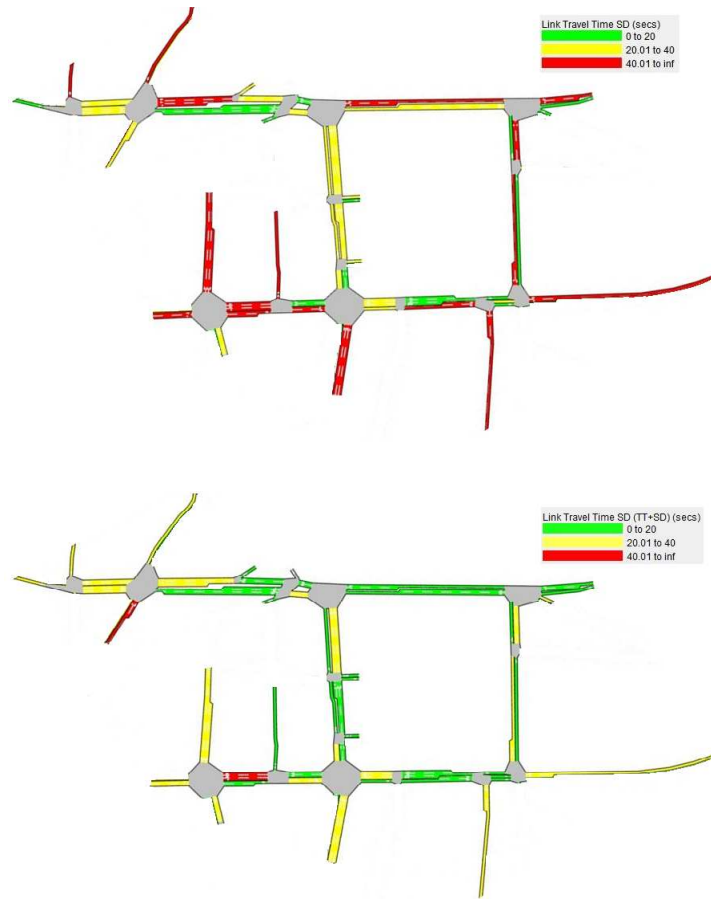 Link Travel Time SD (secs)
0 to 20
20.01 to 40
40.01 to inf
Link Travel Time SD (TT+SD) (secs)
0 to 20
20.01 to 40
40.01 to inf